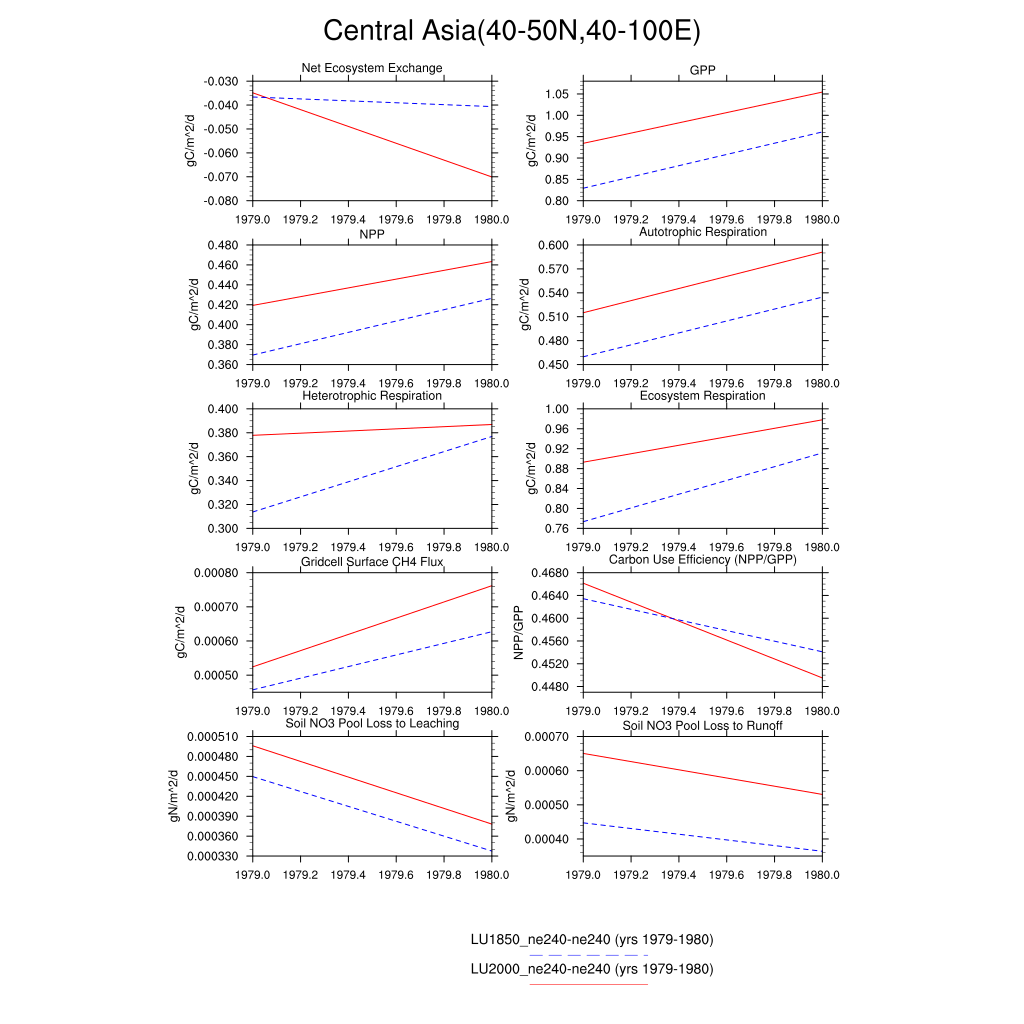 Central Asia(40-50N,40-100E)
Net Ecosystem Exchange
gC/m^2/d
-0.030
-0.040
-0.050
-0.060
-0.070
-0.080
1979.0 1979.2 1979.4 1979.6 1979.8 1980.0
GPP
gC/m^2/d
1.05
1.00
0.95
0.90
0.85
0.80
1979.0 1979.2 1979.4 1979.6 1979.8 1980.0
NPP
gC/m^2/d
0.480
0.460
0.440
0.420
0.400
0.380
0.360
1979.0 1979.2 1979.4 1979.6 1979.8 1980.0
Autotrophic Respiration
gC/m^2/d
0.600
0.570
0.540
0.510
0.480
0.450
1979.0 1979.2 1979.4 1979.6 1979.8 1980.0
Heterotrophic Respiration
gC/m^2/d
0.400
0.380
0.360
0.340
0.320
0.300
1979.0 1979.2 1979.4 1979.6 1979.8 1980.0
Ecosystem Respiration
gC/m^2/d
1.00
0.96
0.92
0.88
0.84
0.80
0.76
1979.0 1979.2 1979.4 1979.6 1979.8 1980.0
Gridcell Surface CH4 Flux
gC/m^2/d
0.00080
0.00070
0.00060
0.00050
1979.0 1979.2 1979.4 1979.6 1979.8 1980.0
Carbon Use Efficiency (NPP/GPP)
NPP/GPP
0.4680
0.4640
0.4600
0.4560
0.4520
0.4480
1979.0 1979.2 1979.4 1979.6 1979.8 1980.0
Soil NO3 Pool Loss to Leaching
gN/m^2/d
0.000510
0.000480
0.000450
0.000420
0.000390
0.000360
0.000330
1979.0 1979.2 1979.4 1979.6 1979.8 1980.0
Soil NO3 Pool Loss to Runoff
gN/m^2/d
0.00070
0.00060
0.00050
0.00040
1979.0 1979.2 1979.4 1979.6 1979.8 1980.0
LU1850_ne240-ne240 (yrs 1979-1980)
LU2000_ne240-ne240 (yrs 1979-1980)